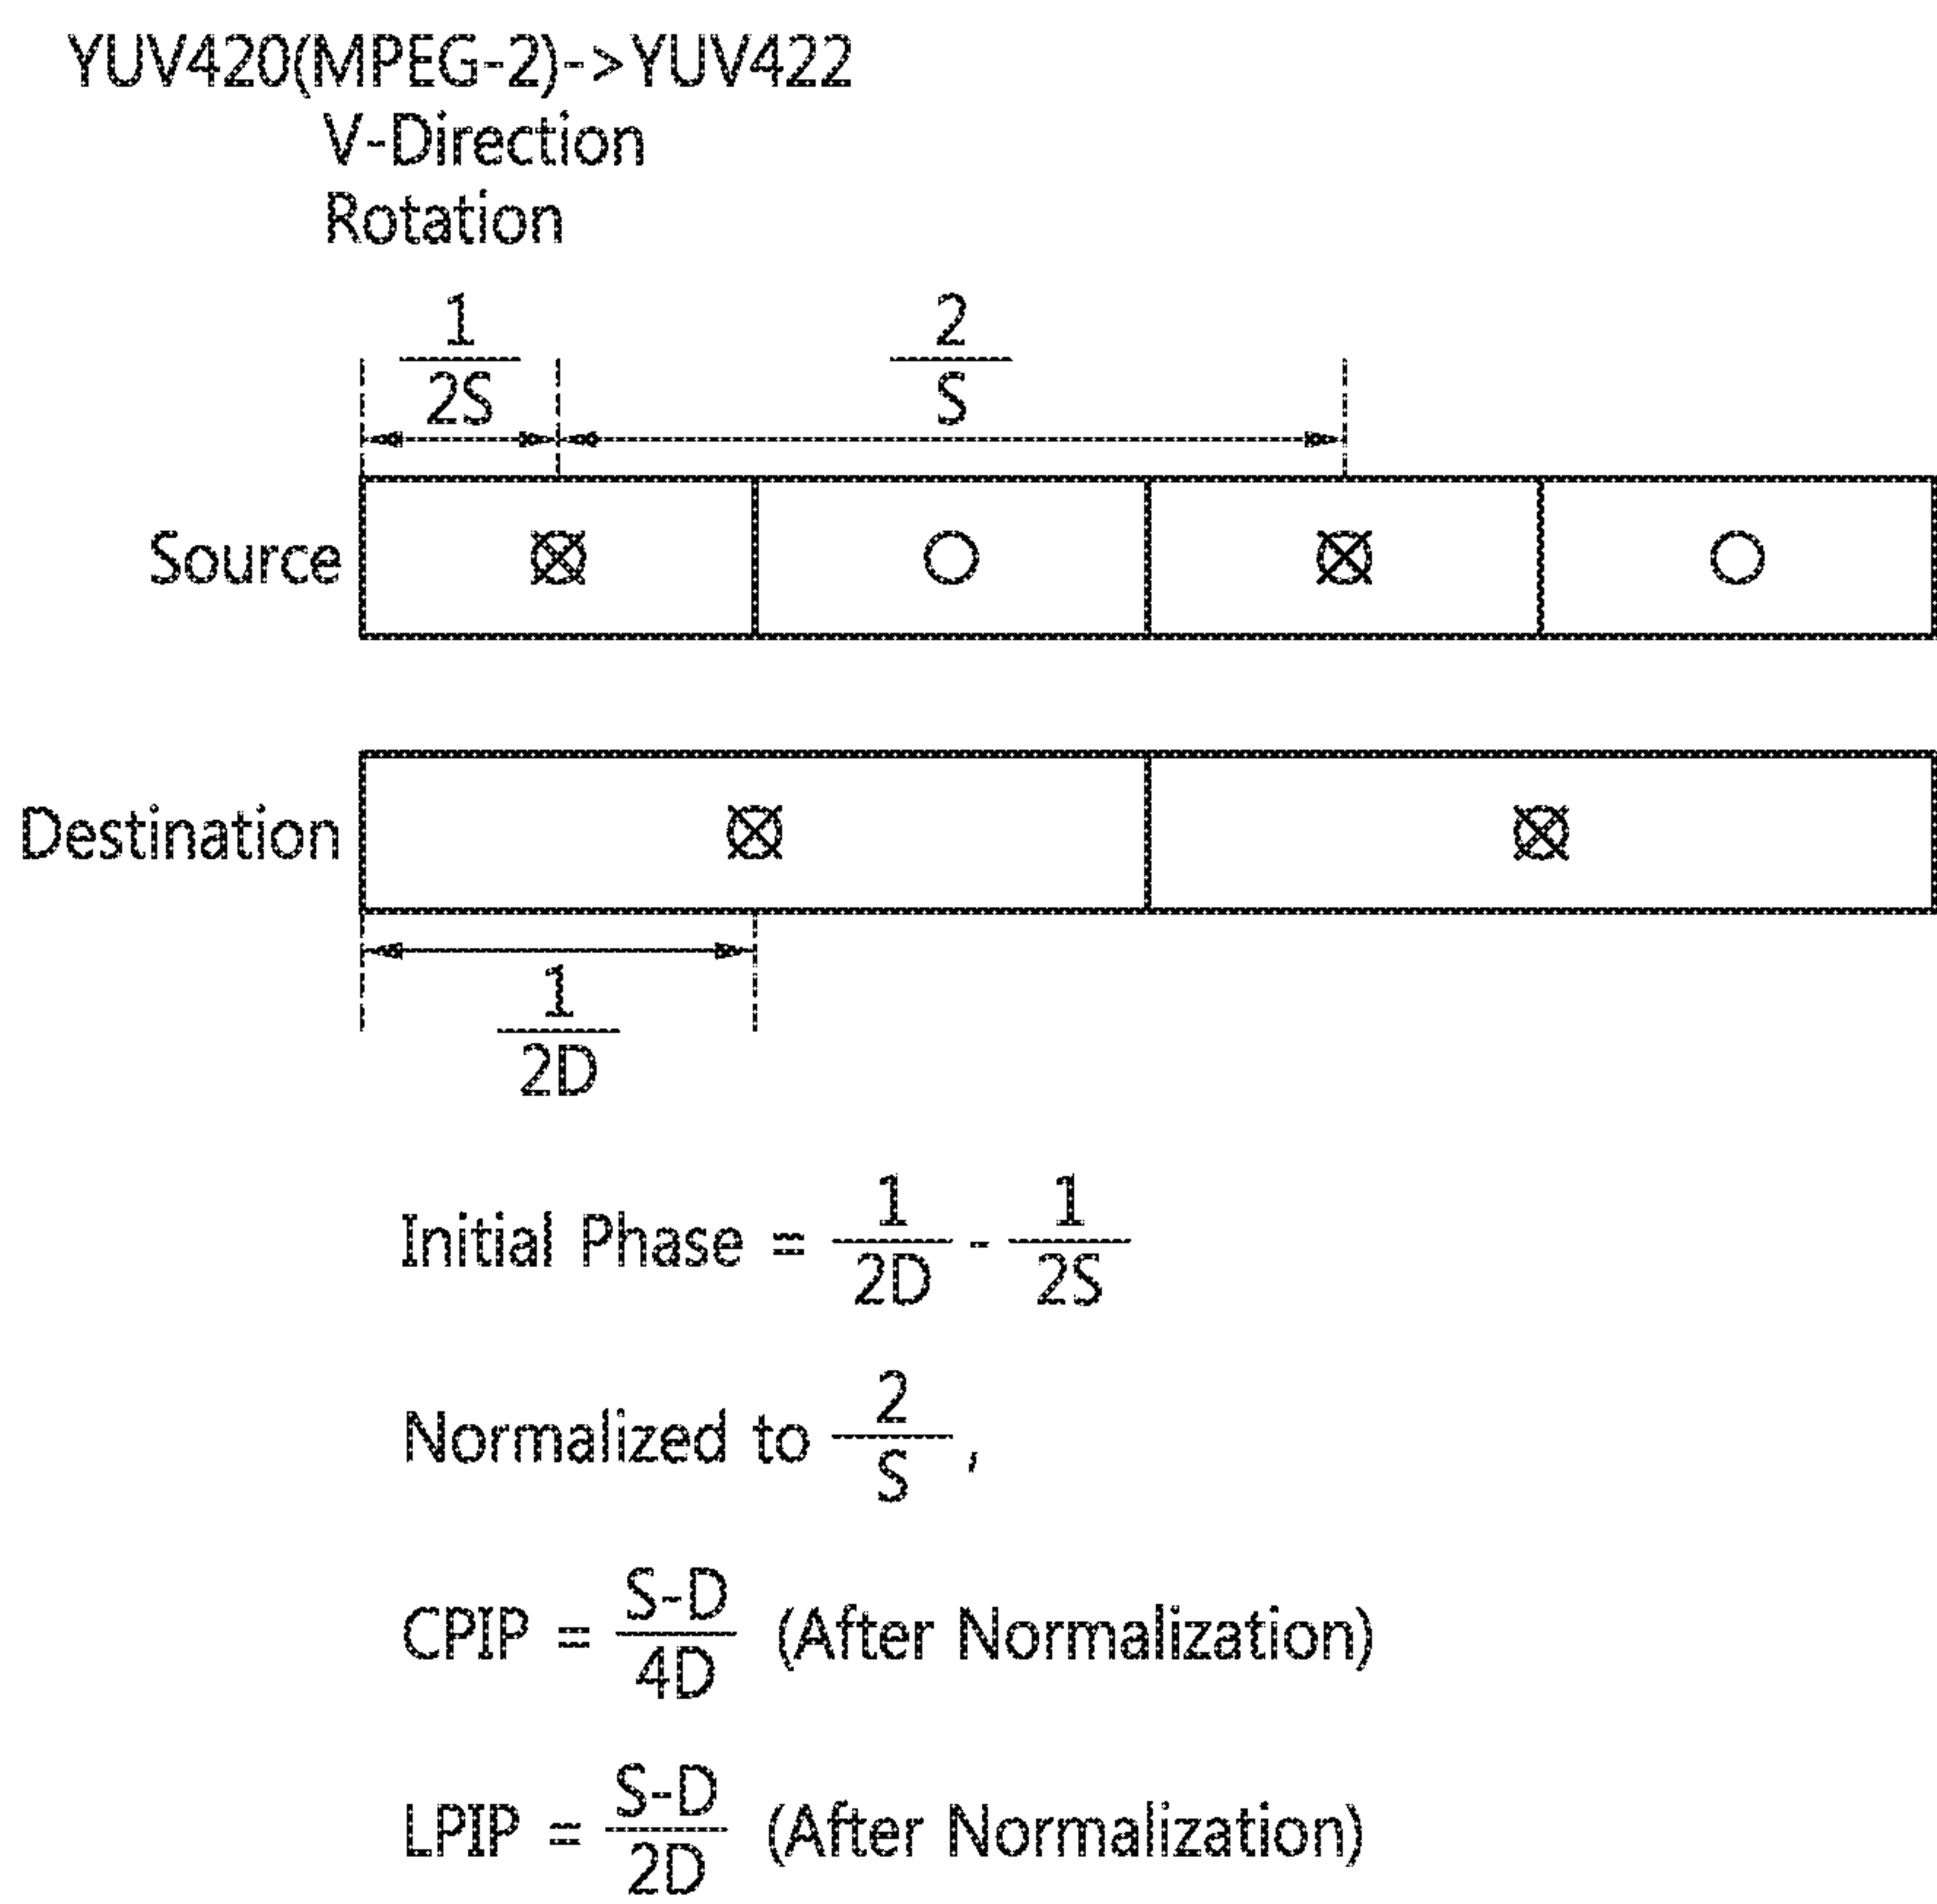 YUV420(MPEG-2)->YUV422
V-Direction
Rotation
1/2S 2/S
Source
Destination
1/2D
Initial Phase = 1/2D - 1/2S
Normalized to 2/S ,
CPIP = S-D/4D (After Normalization)
LPIP = S-D/2D (After Normalization)